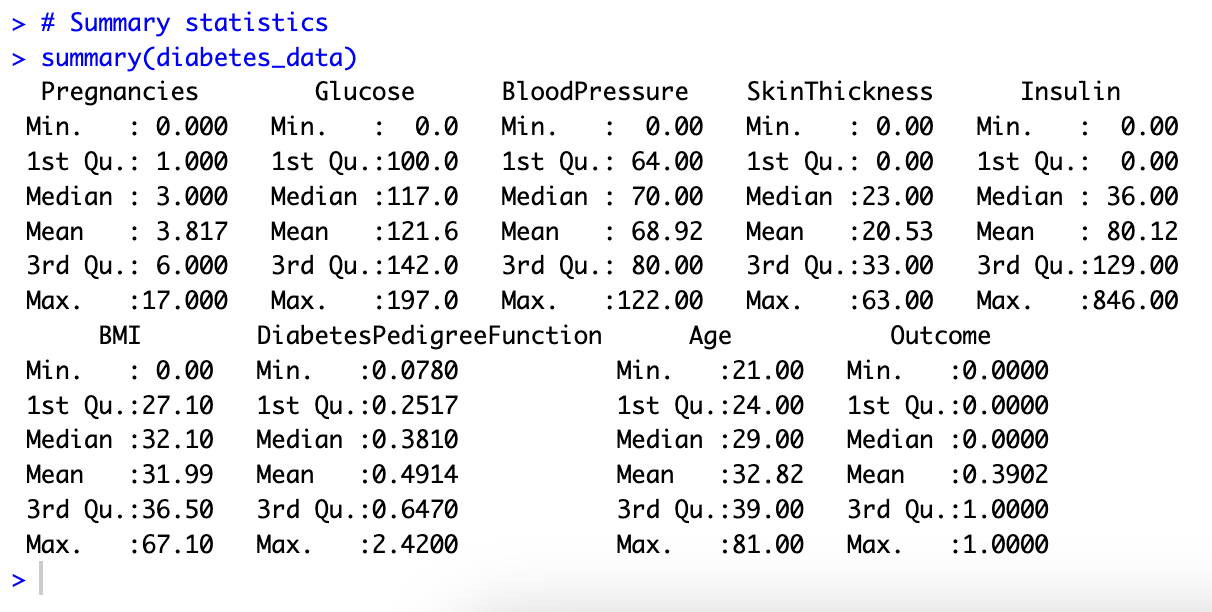 > # Summary statistics
> summary(diabetes_data)
  Pregnancies        Glucose      BloodPressure    SkinThickness      Insulin
 Min.   : 0.000   Min.   :  0.0   Min.   :  0.00   Min.   : 0.00   Min.   :  0.00
 1st Qu.: 1.000   1st Qu.:100.0   1st Qu.: 64.00   1st Qu.: 0.00   1st Qu.:  0.00
 Median : 3.000   Median :117.0   Median : 70.00   Median :23.00   Median : 36.00
 Mean   : 3.817   Mean   :121.6   Mean   : 68.92   Mean   :20.53   Mean   : 80.12
 3rd Qu.: 6.000   3rd Qu.:142.0   3rd Qu.: 80.00   3rd Qu.:33.00   3rd Qu.:129.00
 Max.   :17.000   Max.   :197.0   Max.   :122.00   Max.   :63.00   Max.   :846.00
      BMI        DiabetesPedigreeFunction      Age           Outcome
 Min.   : 0.00   Min.   :0.0780           Min.   :21.00   Min.   :0.0000
 1st Qu.:27.10   1st Qu.:0.2517           1st Qu.:24.00   1st Qu.:0.0000
 Median :32.10   Median :0.3810           Median :29.00   Median :0.0000
 Mean   :31.99   Mean   :0.4914           Mean   :32.82   Mean   :0.3902
 3rd Qu.:36.50   3rd Qu.:0.6470           3rd Qu.:39.00   3rd Qu.:1.0000
 Max.   :67.10   Max.   :2.4200           Max.   :81.00   Max.   :1.0000
>